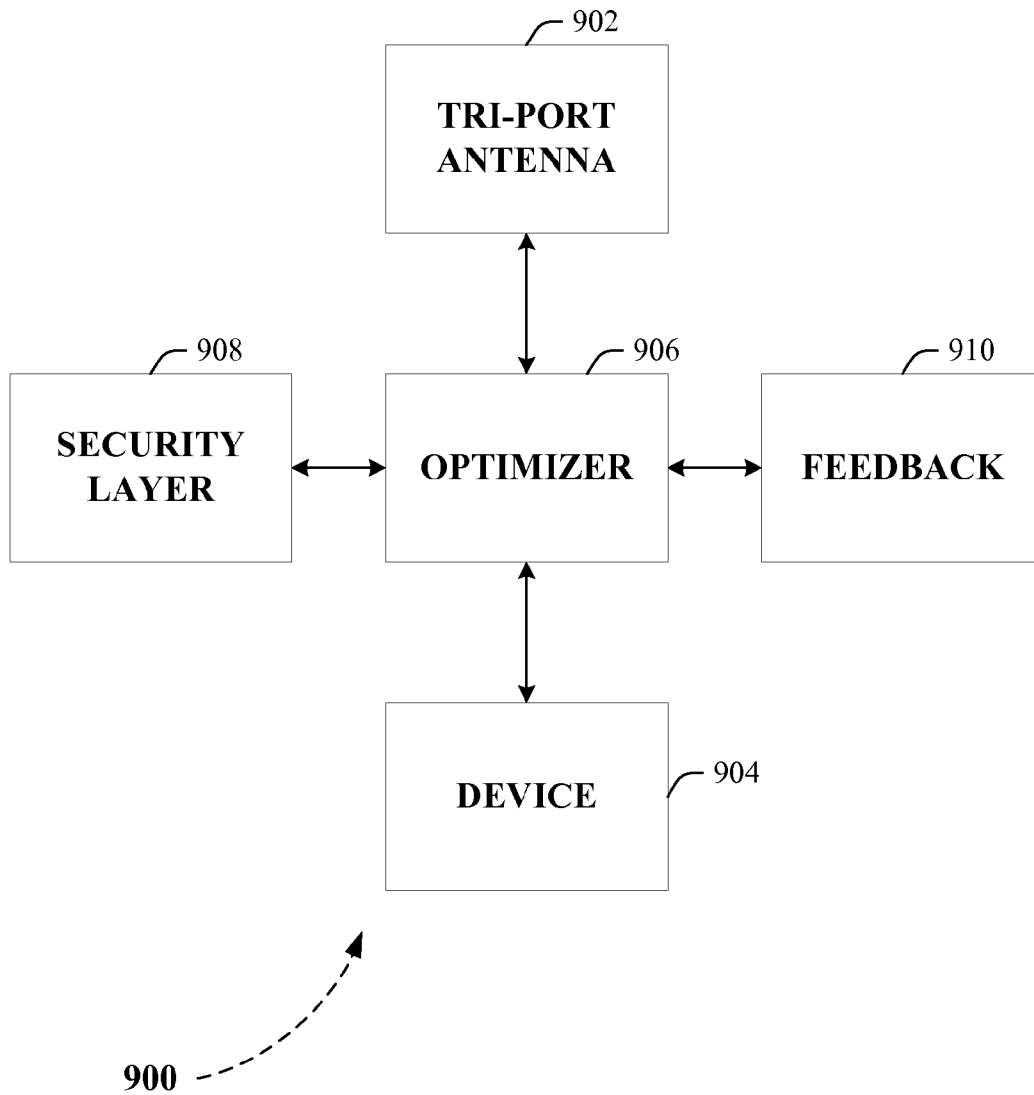 902
TRI-PORT
ANTENNA
908
906
910
SECURITY
LAYER
OPTIMIZER
FEEDBACK
904
DEVICE
900